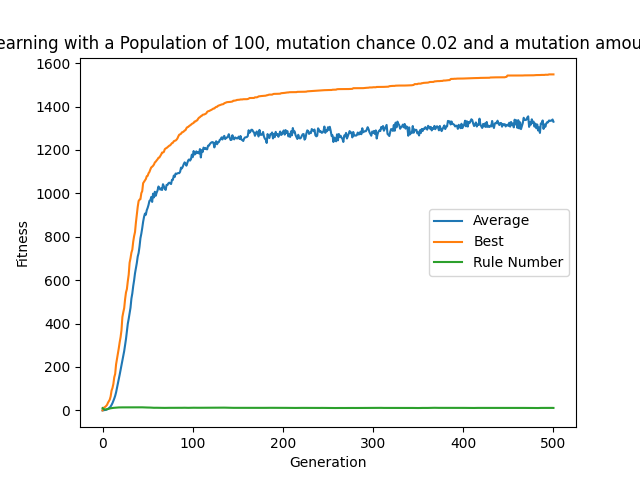 earning with a Population of 100, mutation chance 0.02 and a mutation amou
1600
1400
1200
1000
800
600
400
200
0
Fitness
Average
Best
Rule Number
0 100 200 300 400 500
Generation